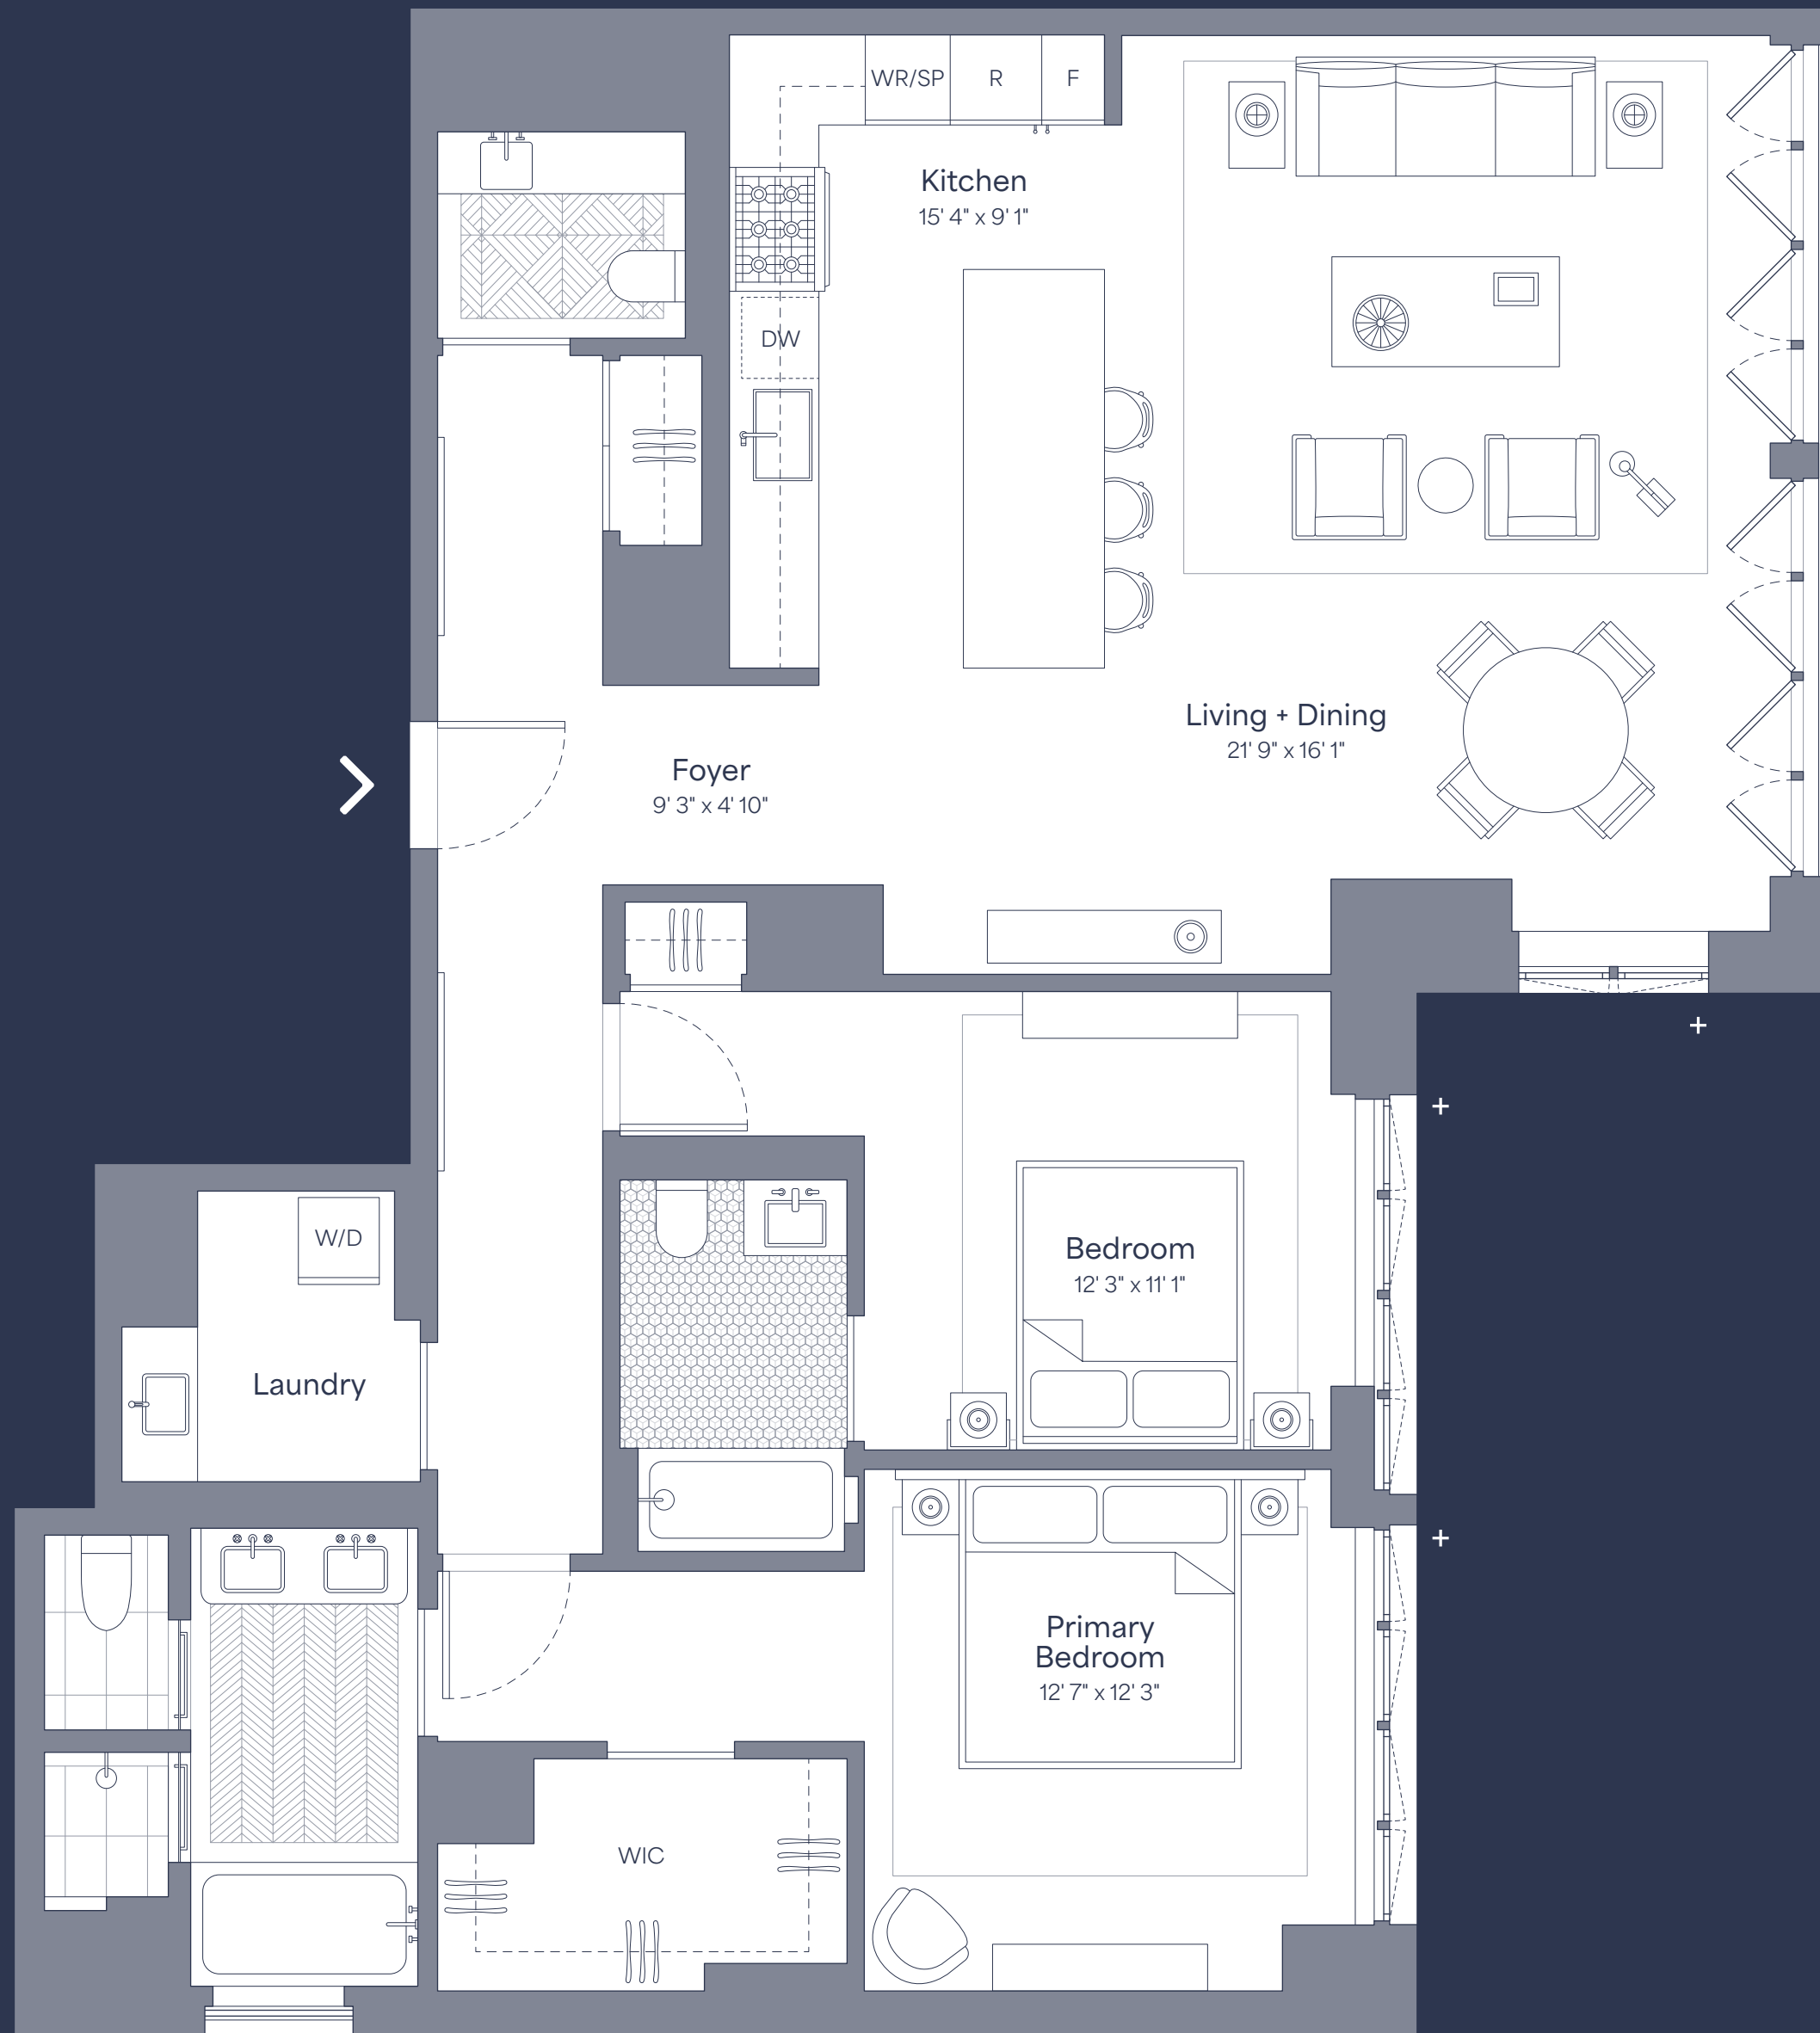 WR/SP
R
F
Kitchen
15' 4" x 9' 1"
DW
Living + Dining
21' 9" x 16' 1"
Foyer
9' 3" x 4' 10"
W/D
Bedroom
12' 3" x 11' 1"
Laundry
Primary
Bedroom
12' 7" x 12' 3"
WIC